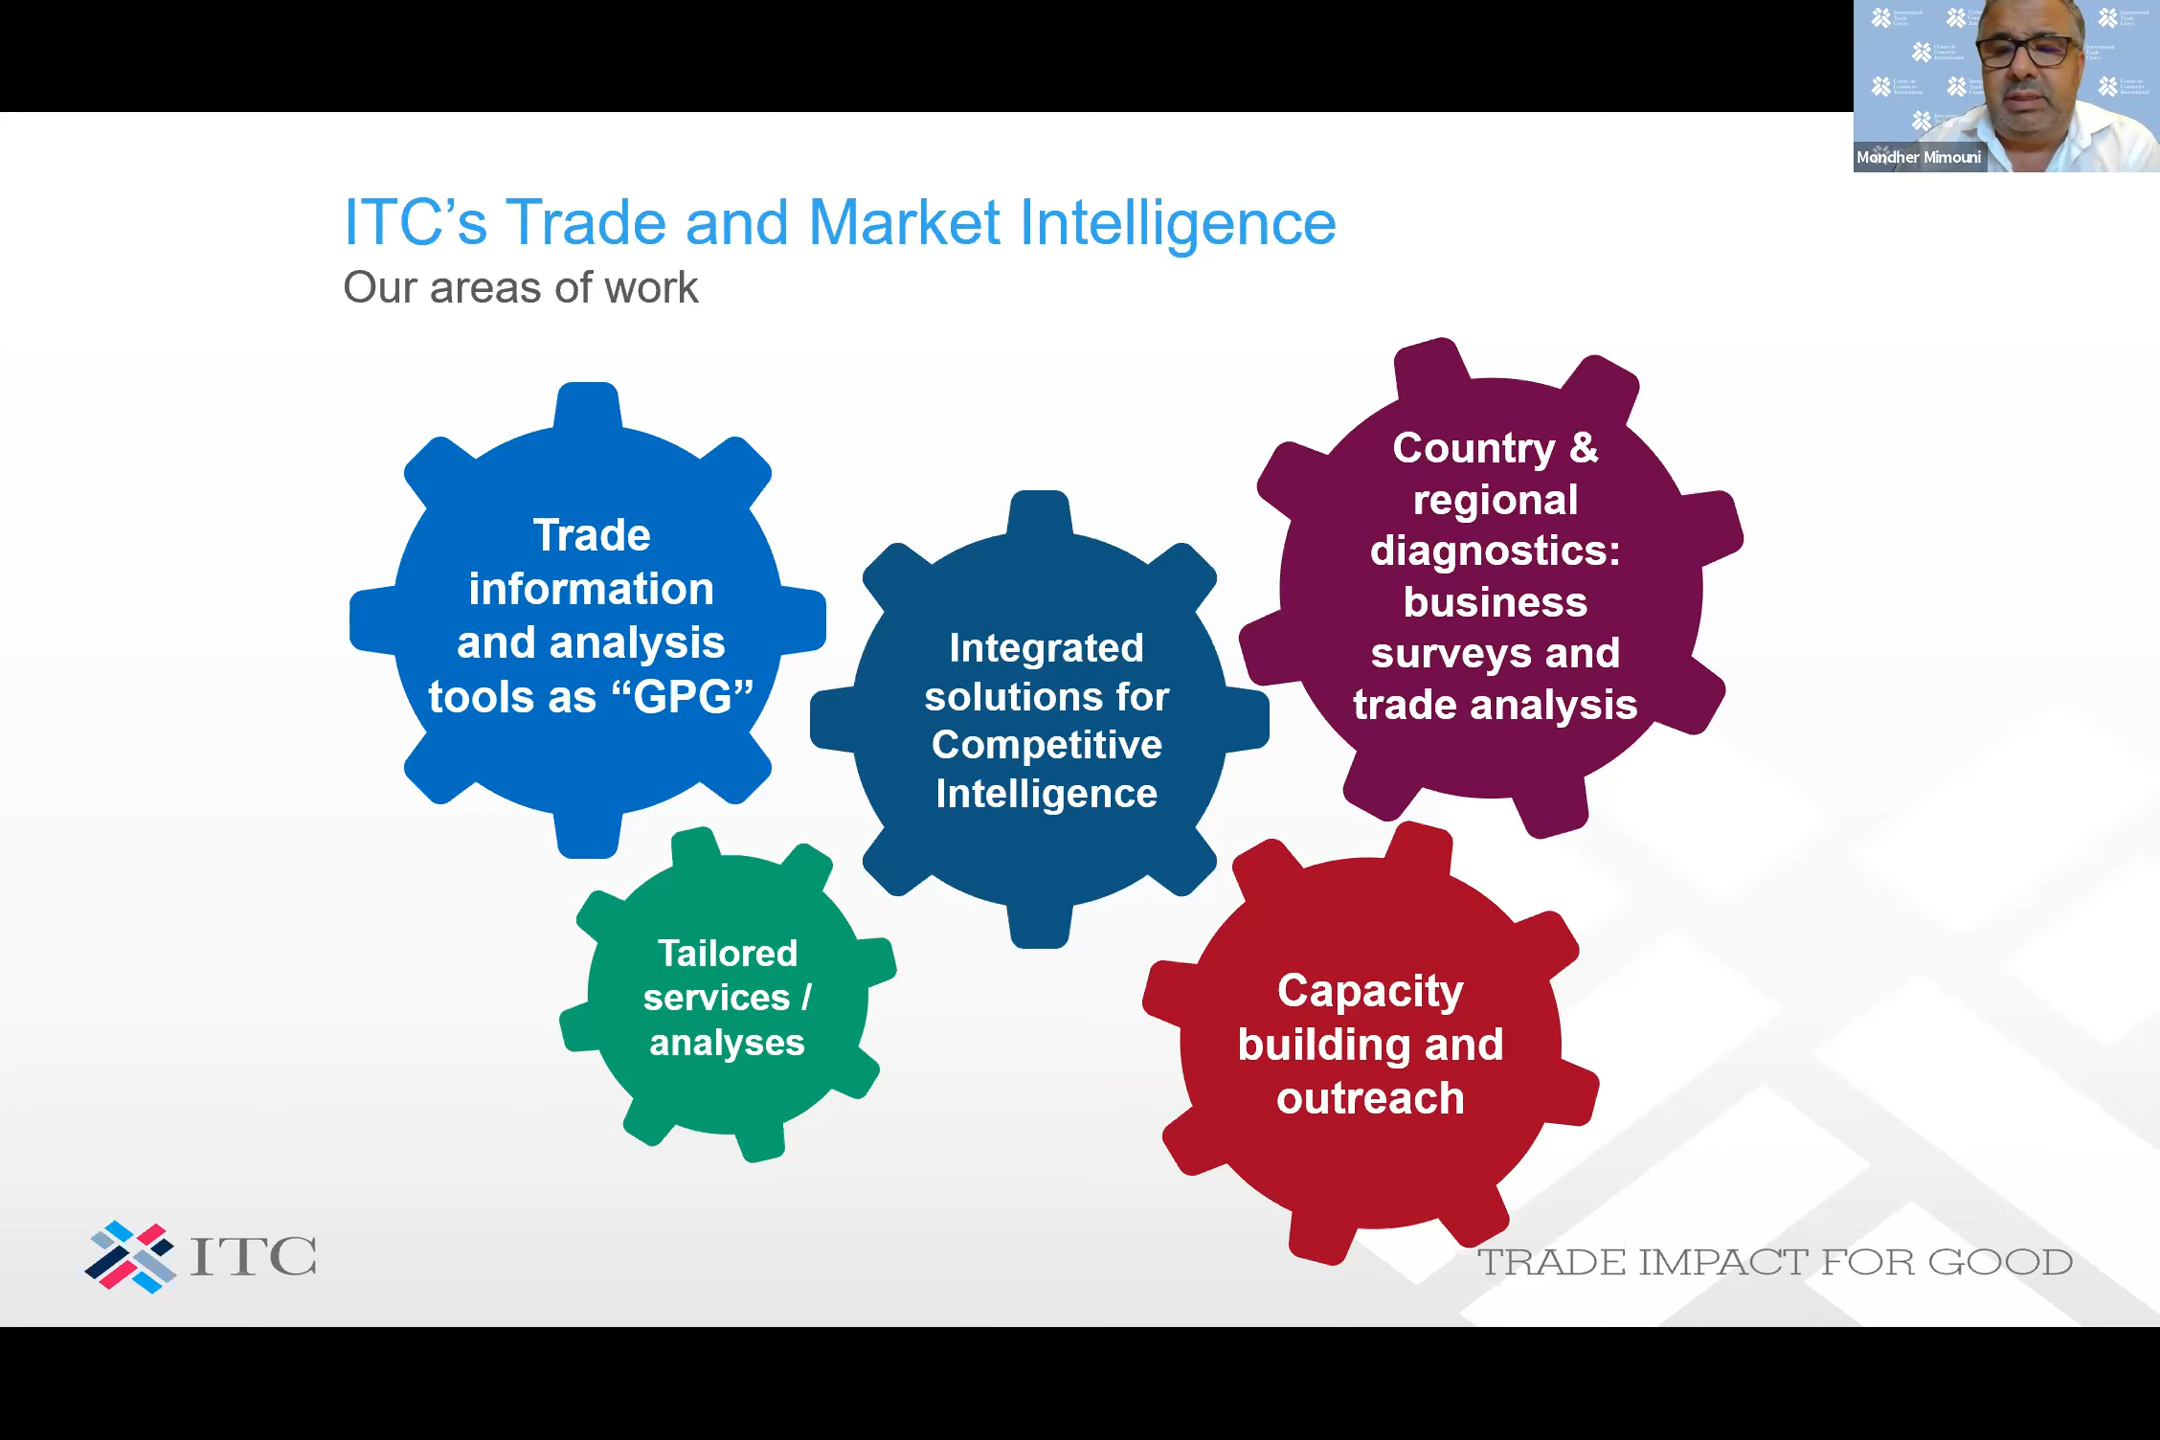 Mondher Mimouni
ITC’s Trade and Market Intelligence
Our areas of work
Trade
information
and analysis
tools as “GPG”
Integrated
solutions for
Competitive
Intelligence
Country &
regional
diagnostics:
business
surveys and
trade analysis
Tailored
services /
analyses
Capacity
building and
outreach
ITC
TRADE IMPACT FOR GOOD